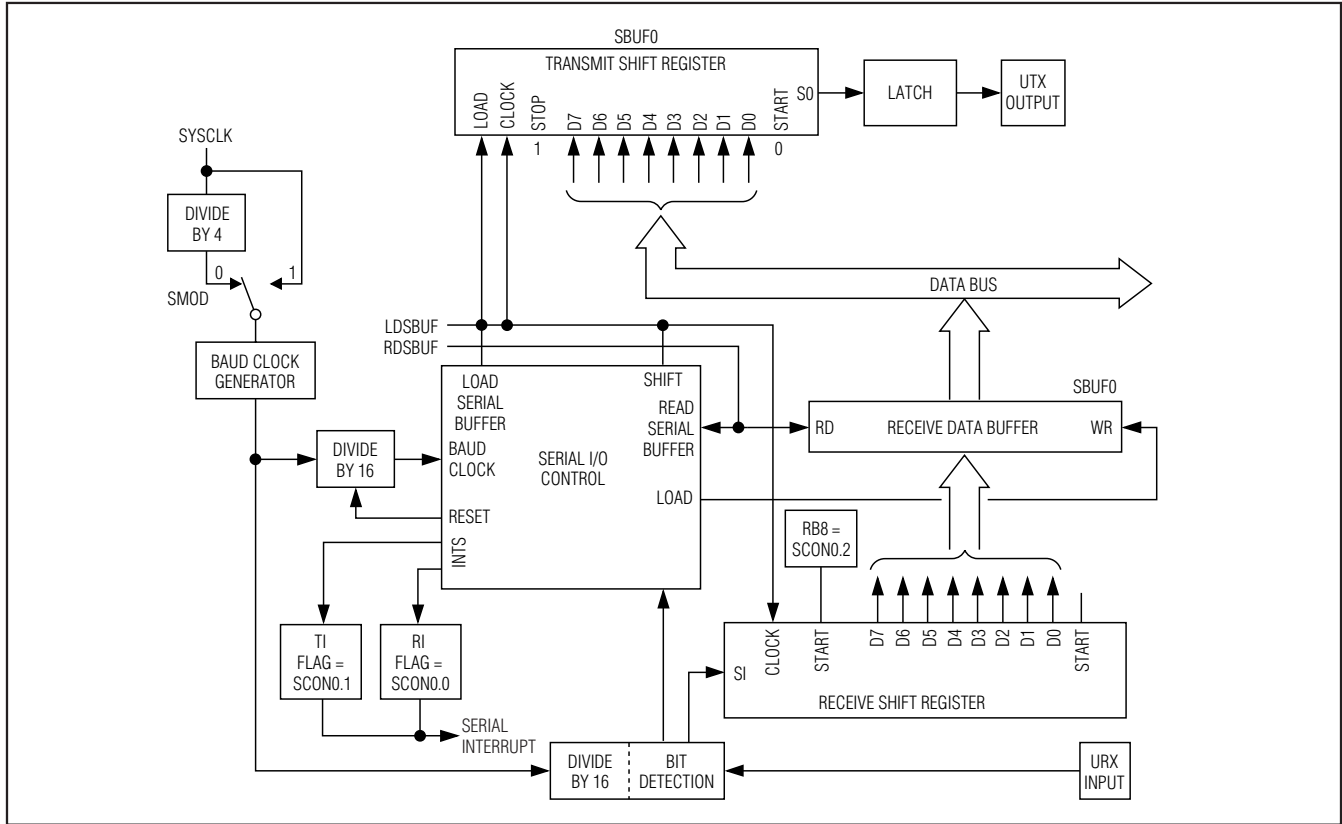 SBUF0
TRANSMIT SHIFT REGISTER
LOAD
CLOCK
STOP
1
D7
D6
D5
D4
D3
D2
D1
D0
START
0
S0
LATCH
UTX
OUTPUT
SYSCLK
DIVIDE
BY 4
0
1
SMOD
BAUD CLOCK
GENERATOR
DATA BUS
LDSBUF
RDSBUF
LOAD
SERIAL
BUFFER
SHIFT
READ
SERIAL
BUFFER
BAUD
CLOCK
SERIAL I/O
CONTROL
LOAD
RESET
INTS
DIVIDE
BY 16
SBUF0
RD
RECEIVE DATA BUFFER
WR
RB8 =
SCON0.2
TI
FLAG =
SCON0.1
RI
FLAG =
SCON0.0
SERIAL
INTERRUPT
SI
CLOCK
START
D7
D6
D5
D4
D3
D2
D1
D0
START
RECEIVE SHIFT REGISTER
DIVIDE
BY 16
BIT
DETECTION
URX
INPUT